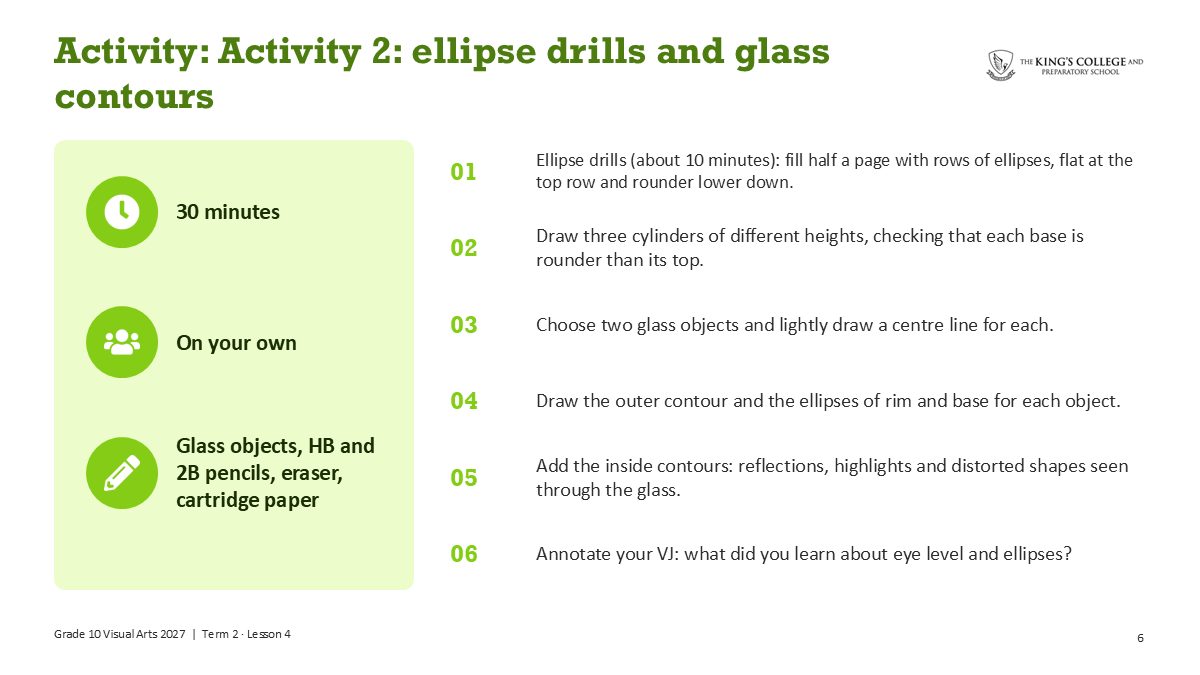 Activity: Activity 2: ellipse drills and glass
contours
THE KING'S COLLEGE AND
PREPARATORY SCHOOL
30 minutes
On your own
Glass objects, HB and
2B pencils, eraser,
cartridge paper
01
Ellipse drills (about 10 minutes): fill half a page with rows of ellipses, flat at the
top row and rounder lower down.
02
Draw three cylinders of different heights, checking that each base is
rounder than its top.
03
Choose two glass objects and lightly draw a centre line for each.
04
Draw the outer contour and the ellipses of rim and base for each object.
05
Add the inside contours: reflections, highlights and distorted shapes seen
through the glass.
06
Annotate your VJ: what did you learn about eye level and ellipses?
Grade 10 Visual Arts 2027 | Term 2 · Lesson 4
6